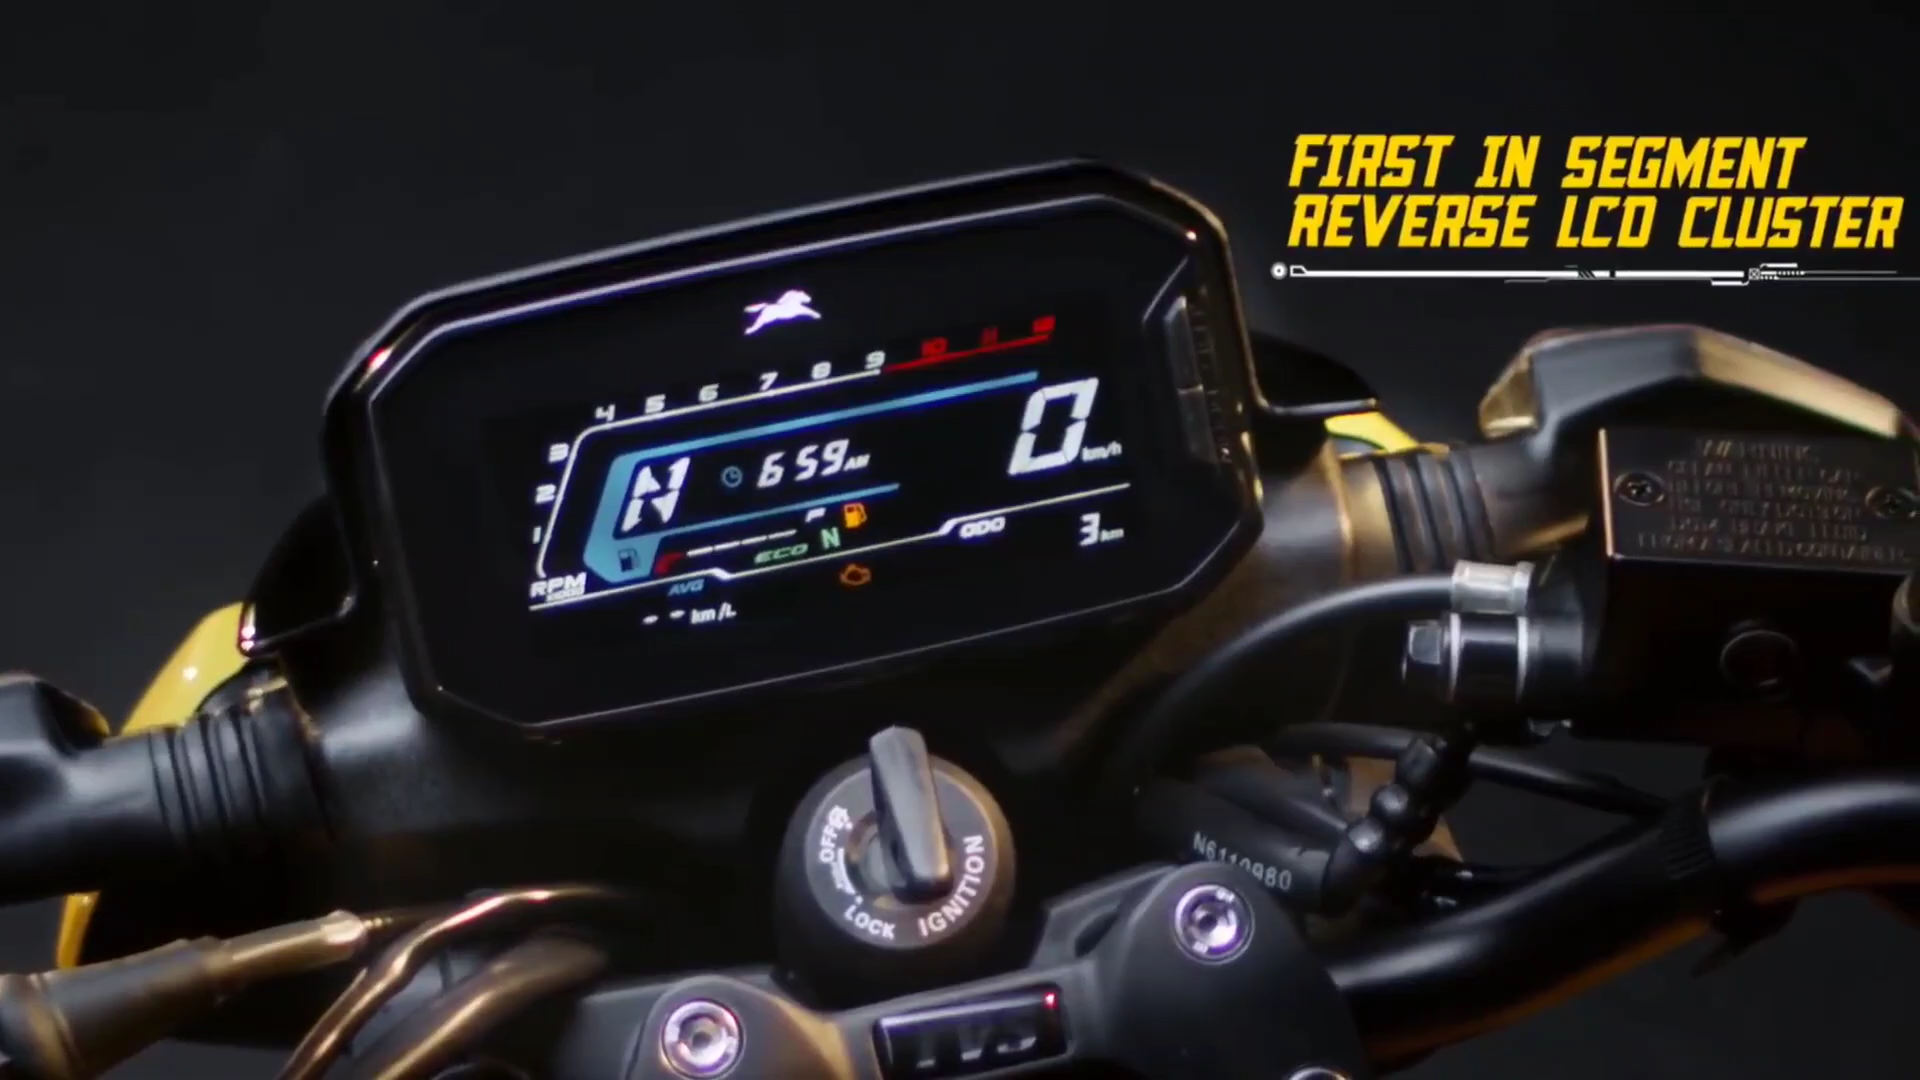 FIRST IN SEGMENT
REVERSE LCD CLUSTER
4 5 6 7 8 9 10 11 12
3
2
1
N 6 59 AM
0 km/h
F
ECO N
RPM
AVG
-- km/L
ODO
3 km
WARNING
OFF
LOCK
IGNITION
N6110980
TVS